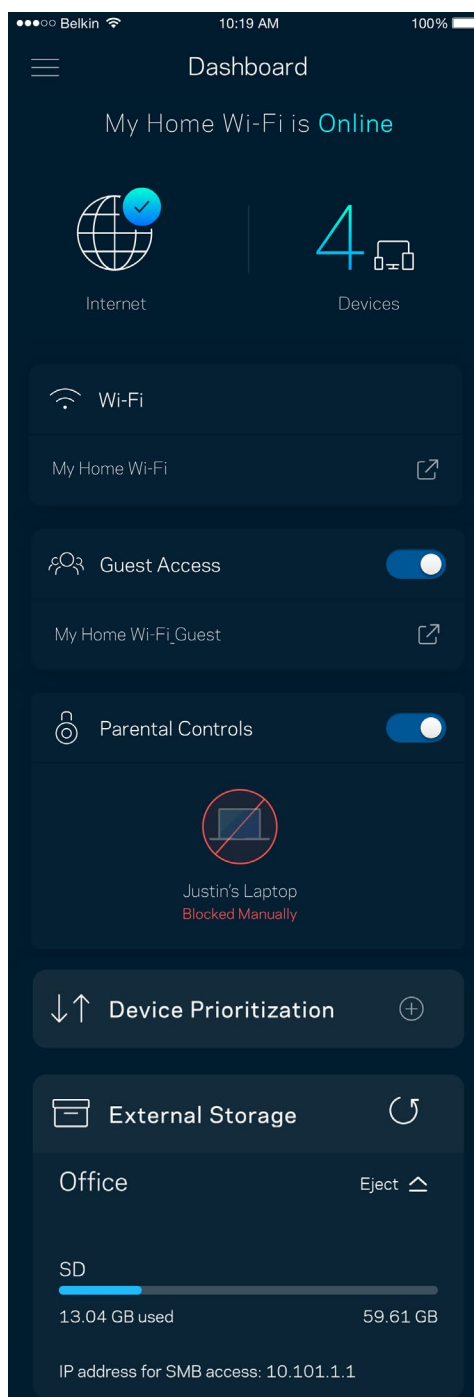 Belkin 10:19 AM 100%
Dashboard
My Home Wi-Fi is Online
4
Internet Devices
Wi-Fi
My Home Wi-Fi
Guest Access
My Home Wi-Fi_Guest
Parental Controls
Justin's Laptop
Blocked Manually
Device Prioritization
External Storage
Office Eject
SD
13.04 GB used 59.61 GB
IP address for SMB access: 10.101.1.1